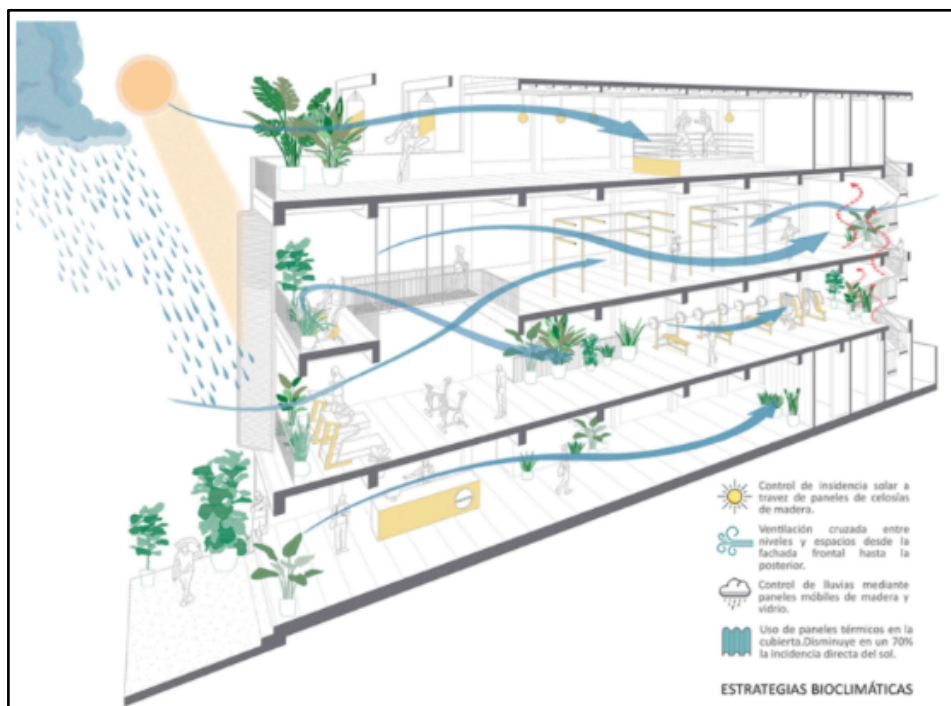 Control de insidencia solar a
travez de paneles de celosías
de madera.
Ventilación cruzada entre
niveles y espacios desde la
fachada frontal hasta la
posterior.
Control de lluvias mediante
paneles móbiles de madera y
vidrio.
Uso de paneles térmicos en la
cubierta.Disminuye en un 70%
la incidencia directa del sol.
ESTRATEGIAS BIOCLIMÁTICAS